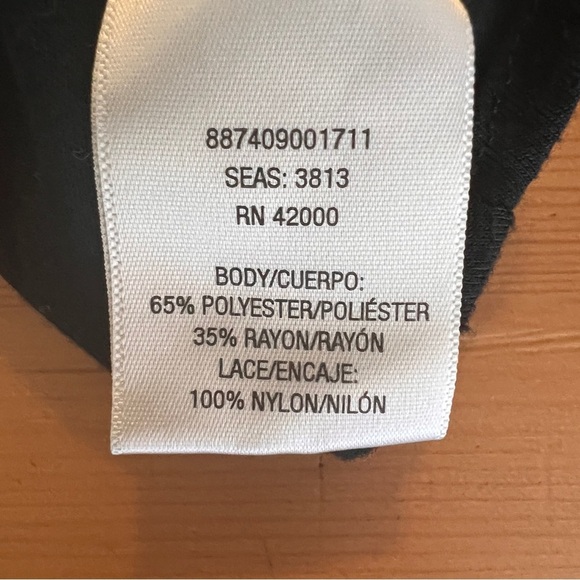 887409001711
SEAS: 3813
RN 42000
BODY/CUERPO:
65% POLYESTER/POLIÉSTER
35% RAYON/RAYÓN
LACE/ENCAJE:
100% NYLON/NILÓN